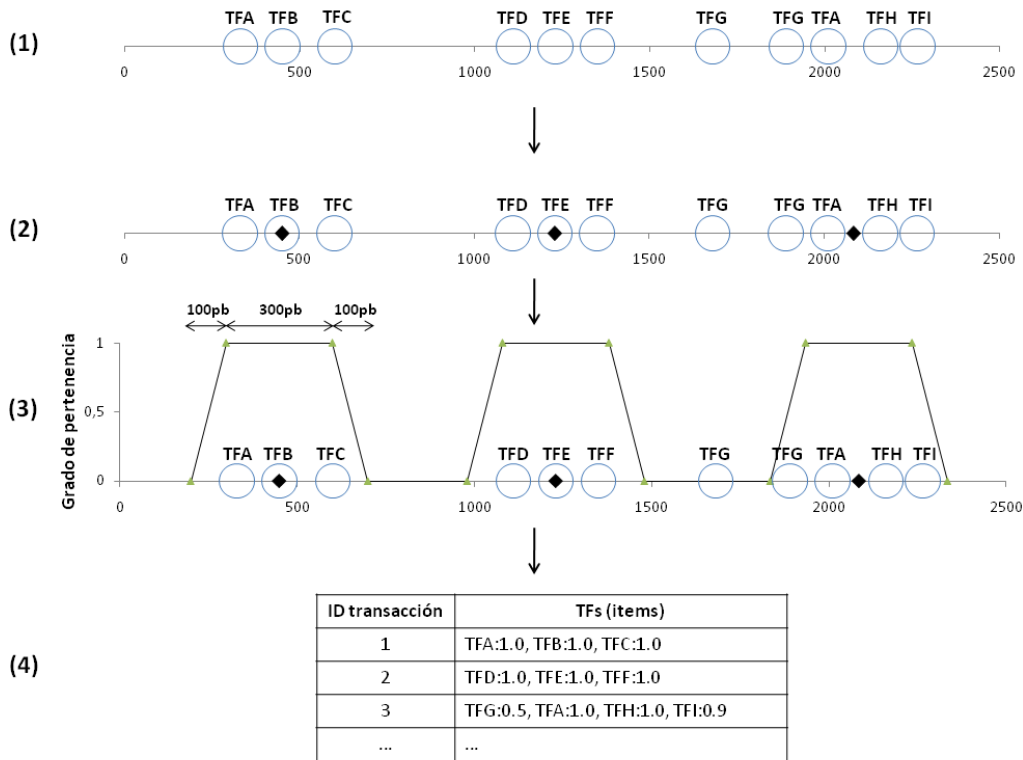 TFA TFB TFC TFD TFE TFF TFG TFG TFA TFH TFI
(1)
0 500 1000 1500 2000 2500
TFA TFB TFC TFD TFE TFF TFG TFG TFA TFH TFI
(2)
0 500 1000 1500 2000 2500
100pb 300pb 100pb
(3)
Grado de pertenencia
1
0,5
0
TFA TFB TFC TFD TFE TFF TFG TFG TFA TFH TFI
0 500 1000 1500 2000 2500
(4)
ID transacción TFs (items)
1 TFA:1.0, TFB:1.0, TFC:1.0
2 TFD:1.0, TFE:1.0, TFF:1.0
3 TFG:0.5, TFA:1.0, TFH:1.0, TFI:0.9
... ...